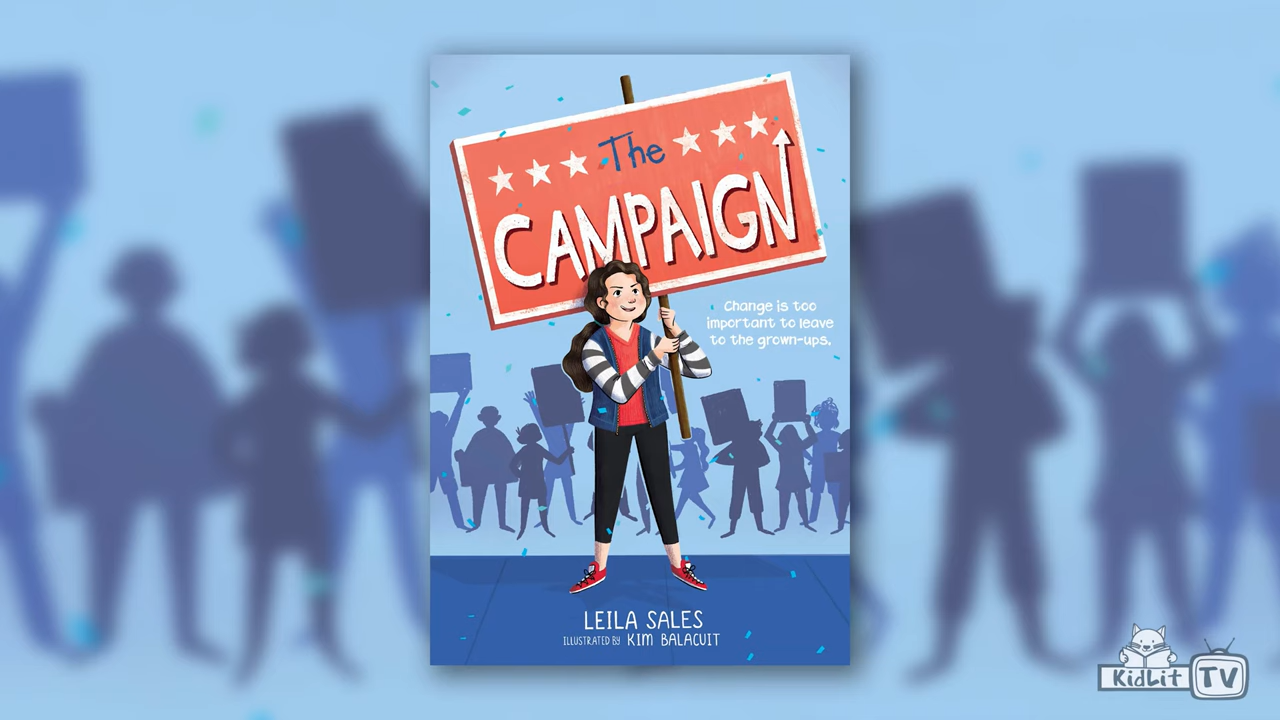 The
CAMPAIGN
Change is too
important to leave
to the grown-ups.
LEILA SALES
ILLUSTRATED BY KIM BALACUIT
KidLit TV